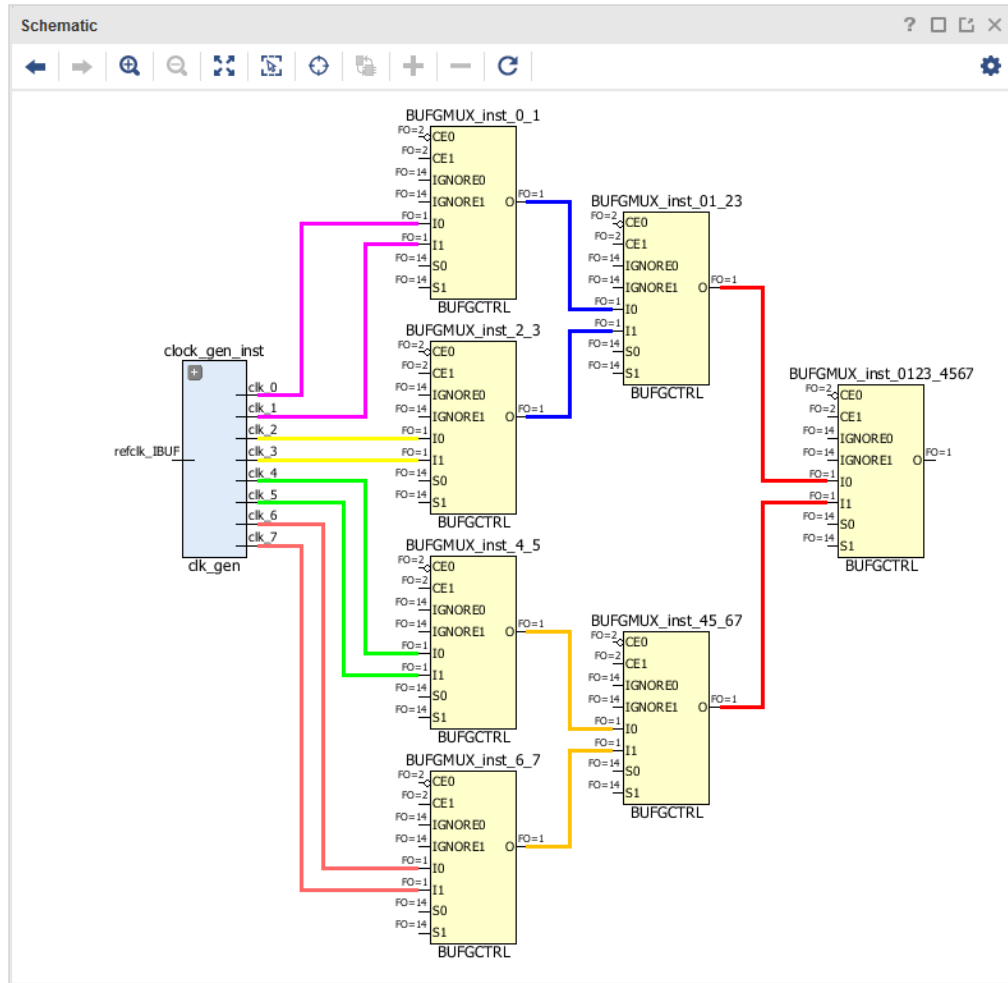 Schematic
BUFGMUX_inst_0_1
FO=2 CE0
FO=2 CE1
FO=14 IGNORE0
FO=14 IGNORE1 O FO=1
FO=1 I0
FO=1 I1
FO=14 S0
FO=14 S1
BUFGCTRL
BUFGMUX_inst_01_23
FO=2 CE0
FO=2 CE1
FO=14 IGNORE0
FO=14 IGNORE1 O FO=1
FO=1 I0
FO=1 I1
FO=14 S0
FO=14 S1
BUFGCTRL
BUFGMUX_inst_2_3
FO=2 CE0
FO=2 CE1
FO=14 IGNORE0
FO=14 IGNORE1 O FO=1
FO=1 I0
FO=1 I1
FO=14 S0
FO=14 S1
BUFGCTRL
clock_gen_inst
clk_0
clk_1
clk_2
refclk_IBUF clk_3
clk_4
clk_5
clk_6
clk_7
clk_gen
BUFGMUX_inst_0123_4567
FO=2 CE0
FO=2 CE1
FO=14 IGNORE0
FO=14 IGNORE1 O FO=1
FO=1 I0
FO=1 I1
FO=14 S0
FO=14 S1
BUFGCTRL
BUFGMUX_inst_4_5
FO=2 CE0
FO=2 CE1
FO=14 IGNORE0
FO=14 IGNORE1 O FO=1
FO=1 I0
FO=1 I1
FO=14 S0
FO=14 S1
BUFGCTRL
BUFGMUX_inst_45_67
FO=2 CE0
FO=2 CE1
FO=14 IGNORE0
FO=14 IGNORE1 O FO=1
FO=1 I0
FO=1 I1
FO=14 S0
FO=14 S1
BUFGCTRL
BUFGMUX_inst_6_7
FO=2 CE0
FO=2 CE1
FO=14 IGNORE0
FO=14 IGNORE1 O FO=1
FO=1 I0
FO=1 I1
FO=14 S0
FO=14 S1
BUFGCTRL